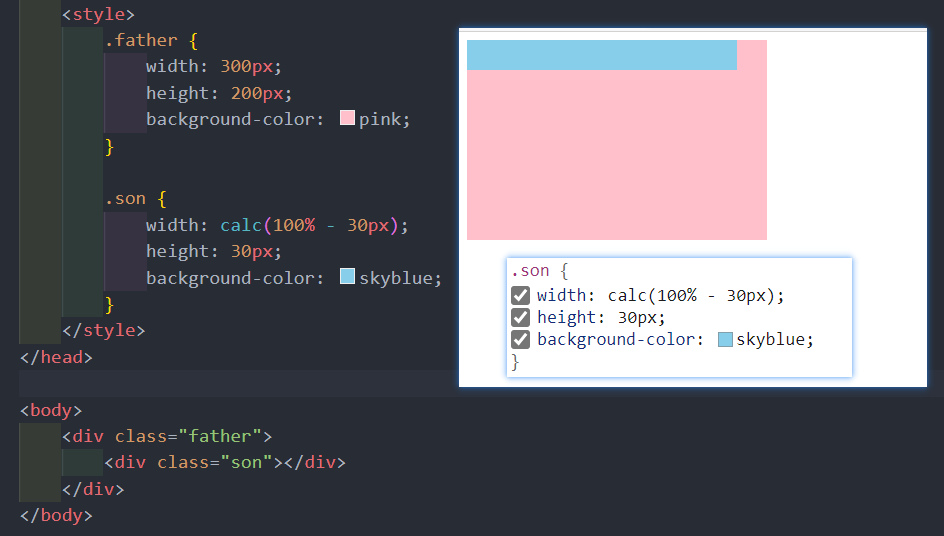 <style>
.father {
width: 300px;
height: 200px;
background-color: pink;
}
.son {
width: calc(100% - 30px);
height: 30px;
background-color: skyblue;
}
</style>
</head>
<body>
<div class="father">
<div class="son"></div>
</div>
</body>
.son {
width: calc(100% - 30px);
height: 30px;
background-color: skyblue;
}